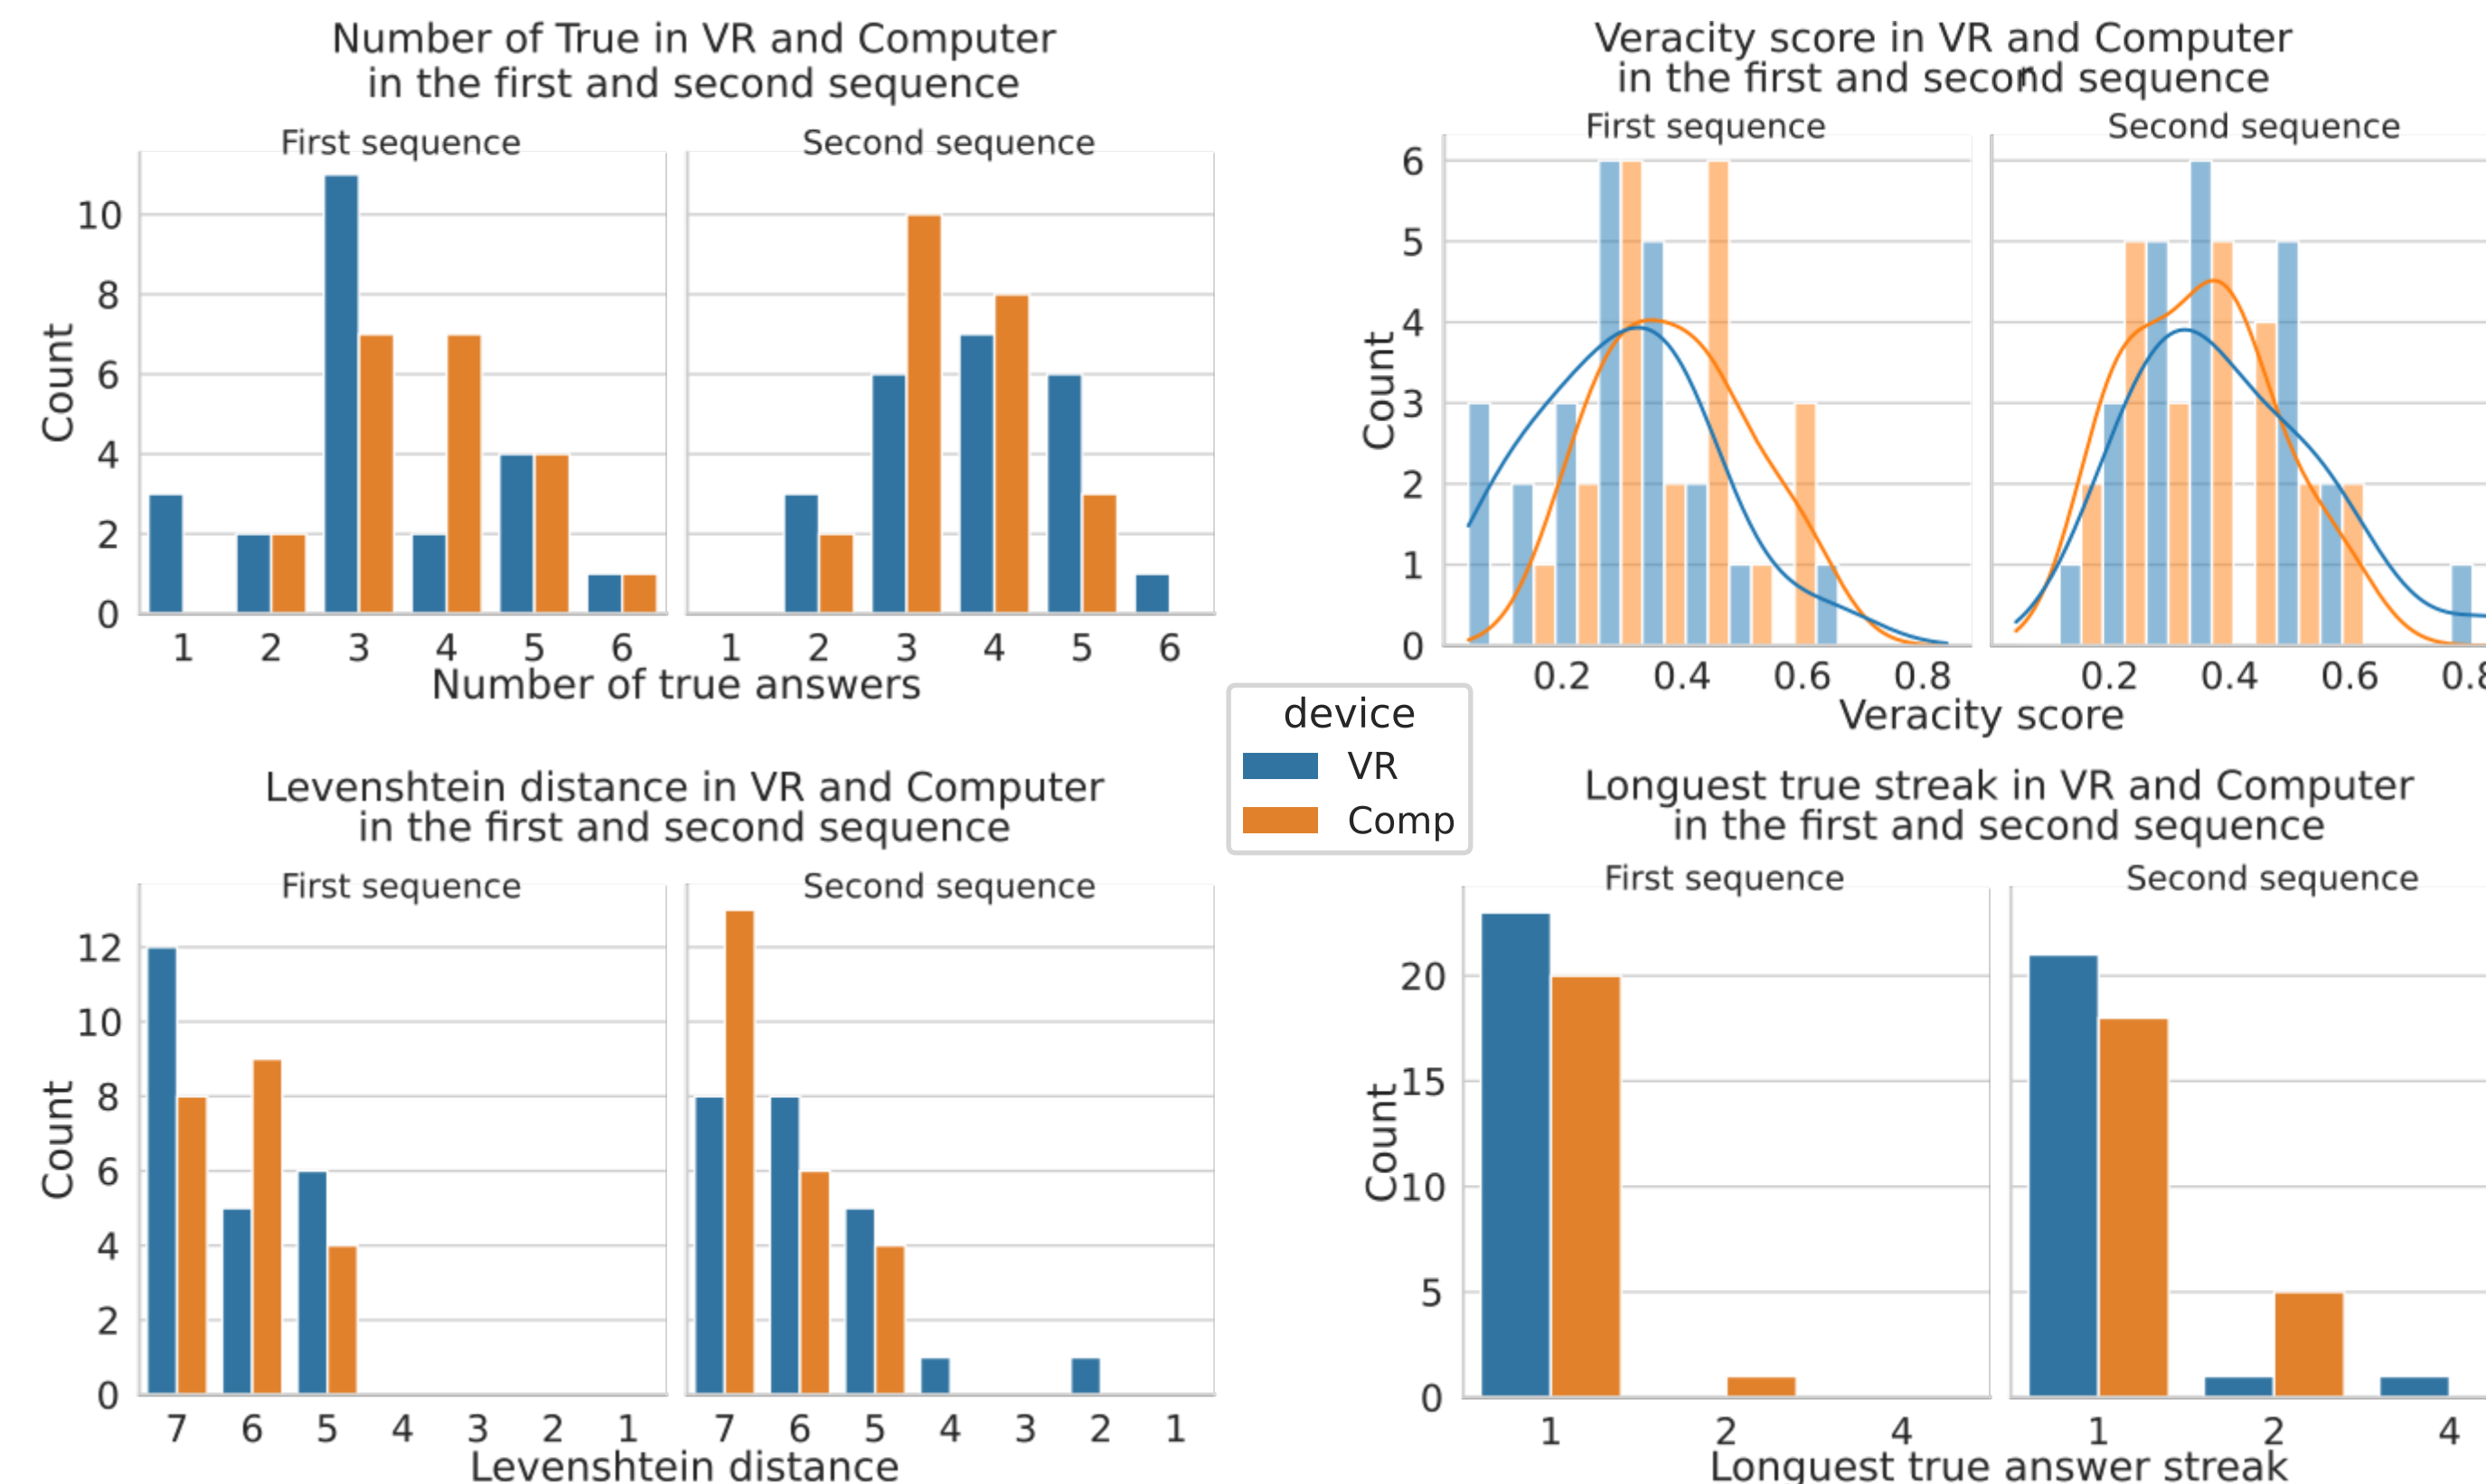 Number of True in VR and Computer
in the first and second sequence
First sequence
Second sequence
Count
10
8
6
4
2
0
1 2 3 4 5 6
1 2 3 4 5 6
Number of true answers
Veracity score in VR and Computer
in the first and second sequence
First sequence
Second sequence
Count
6
5
4
3
2
1
0
0.2 0.4 0.6 0.8
0.2 0.4 0.6 0.8
Veracity score
device
VR
Comp
Levenshtein distance in VR and Computer
in the first and second sequence
First sequence
Second sequence
Count
12
10
8
6
4
2
0
7 6 5 4 3 2 1
7 6 5 4 3 2 1
Levenshtein distance
Longuest true streak in VR and Computer
in the first and second sequence
First sequence
Second sequence
Count
20
15
10
5
0
1 2 4
1 2 4
Longuest true answer streak